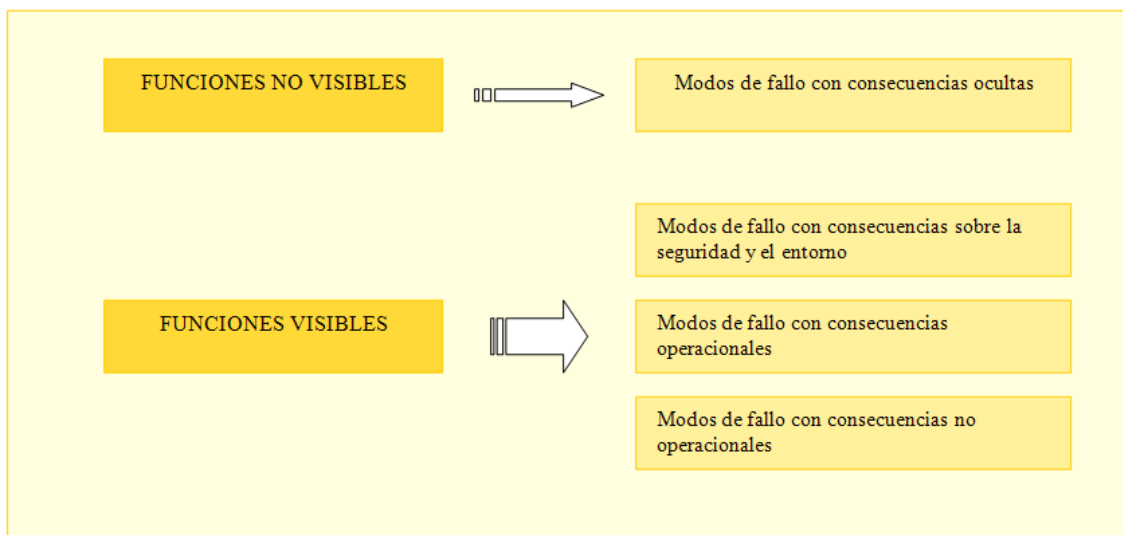 FUNCIONES NO VISIBLES
Modos de fallo con consecuencias ocultas
Modos de fallo con consecuencias sobre la
seguridad y el entorno
FUNCIONES VISIBLES
Modos de fallo con consecuencias
operacionales
Modos de fallo con consecuencias no
operacionales